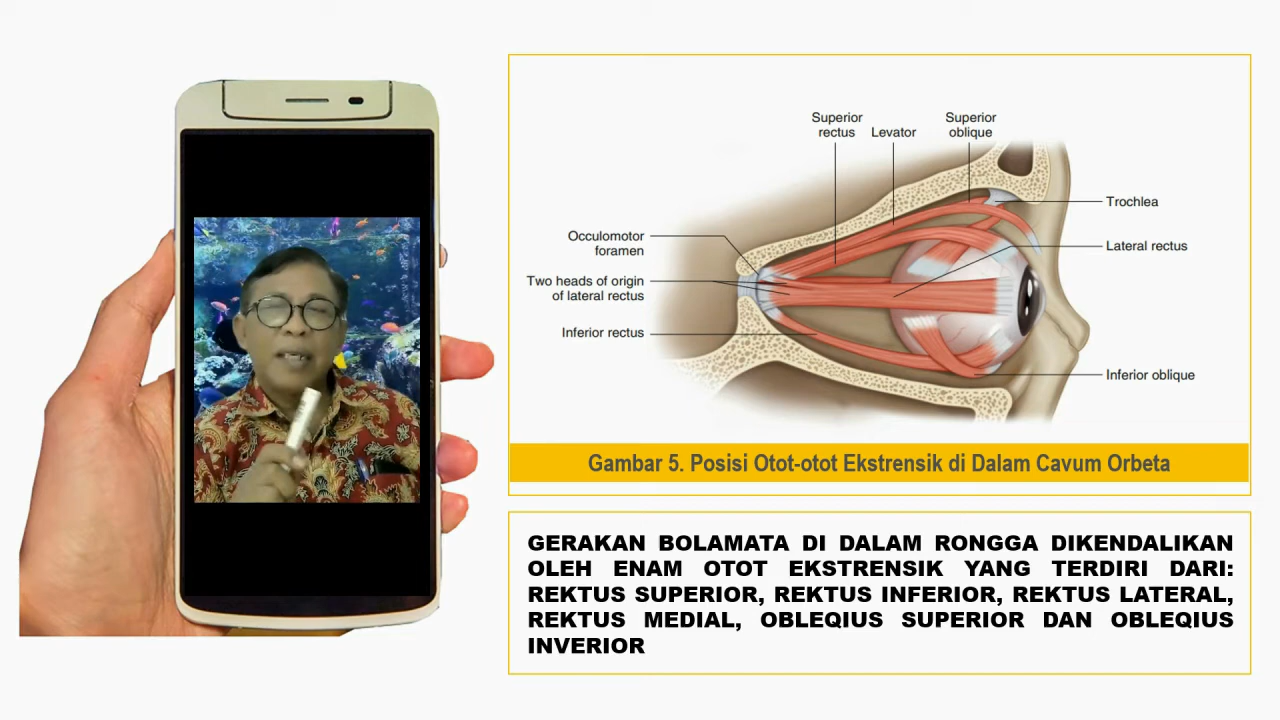 Superior
rectus
Levator
Superior
oblique
Trochlea
Occulomotor
foramen
Lateral rectus
Two heads of origin
of lateral rectus
Inferior rectus
Inferior oblique
Gambar 5. Posisi Otot-otot Ekstrensik di Dalam Cavum Orbeta
GERAKAN BOLAMATA DI DALAM RONGGA DIKENDALIKAN
OLEH ENAM OTOT EKSTRENSIK YANG TERDIRI DARI:
REKTUS SUPERIOR, REKTUS INFERIOR, REKTUS LATERAL,
REKTUS MEDIAL, OBLEQIUS SUPERIOR DAN OBLEQIUS
INVERIOR